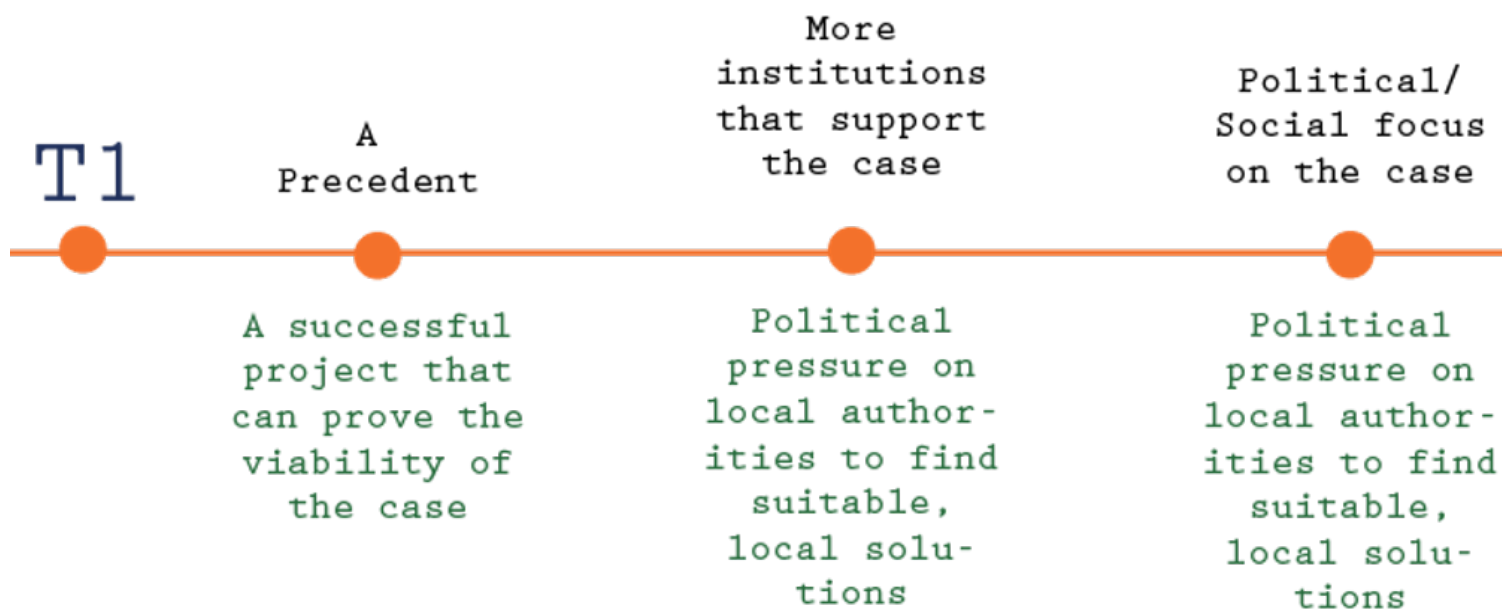 T1
A
Precedent
More
institutions
that support
the case
Political/
Social focus
on the case
A successful
project that
can prove the
viability of
the case
Political
pressure on
local author-
ities to find
suitable,
local solu-
tions
Political
pressure on
local author-
ities to find
suitable,
local solu-
tions